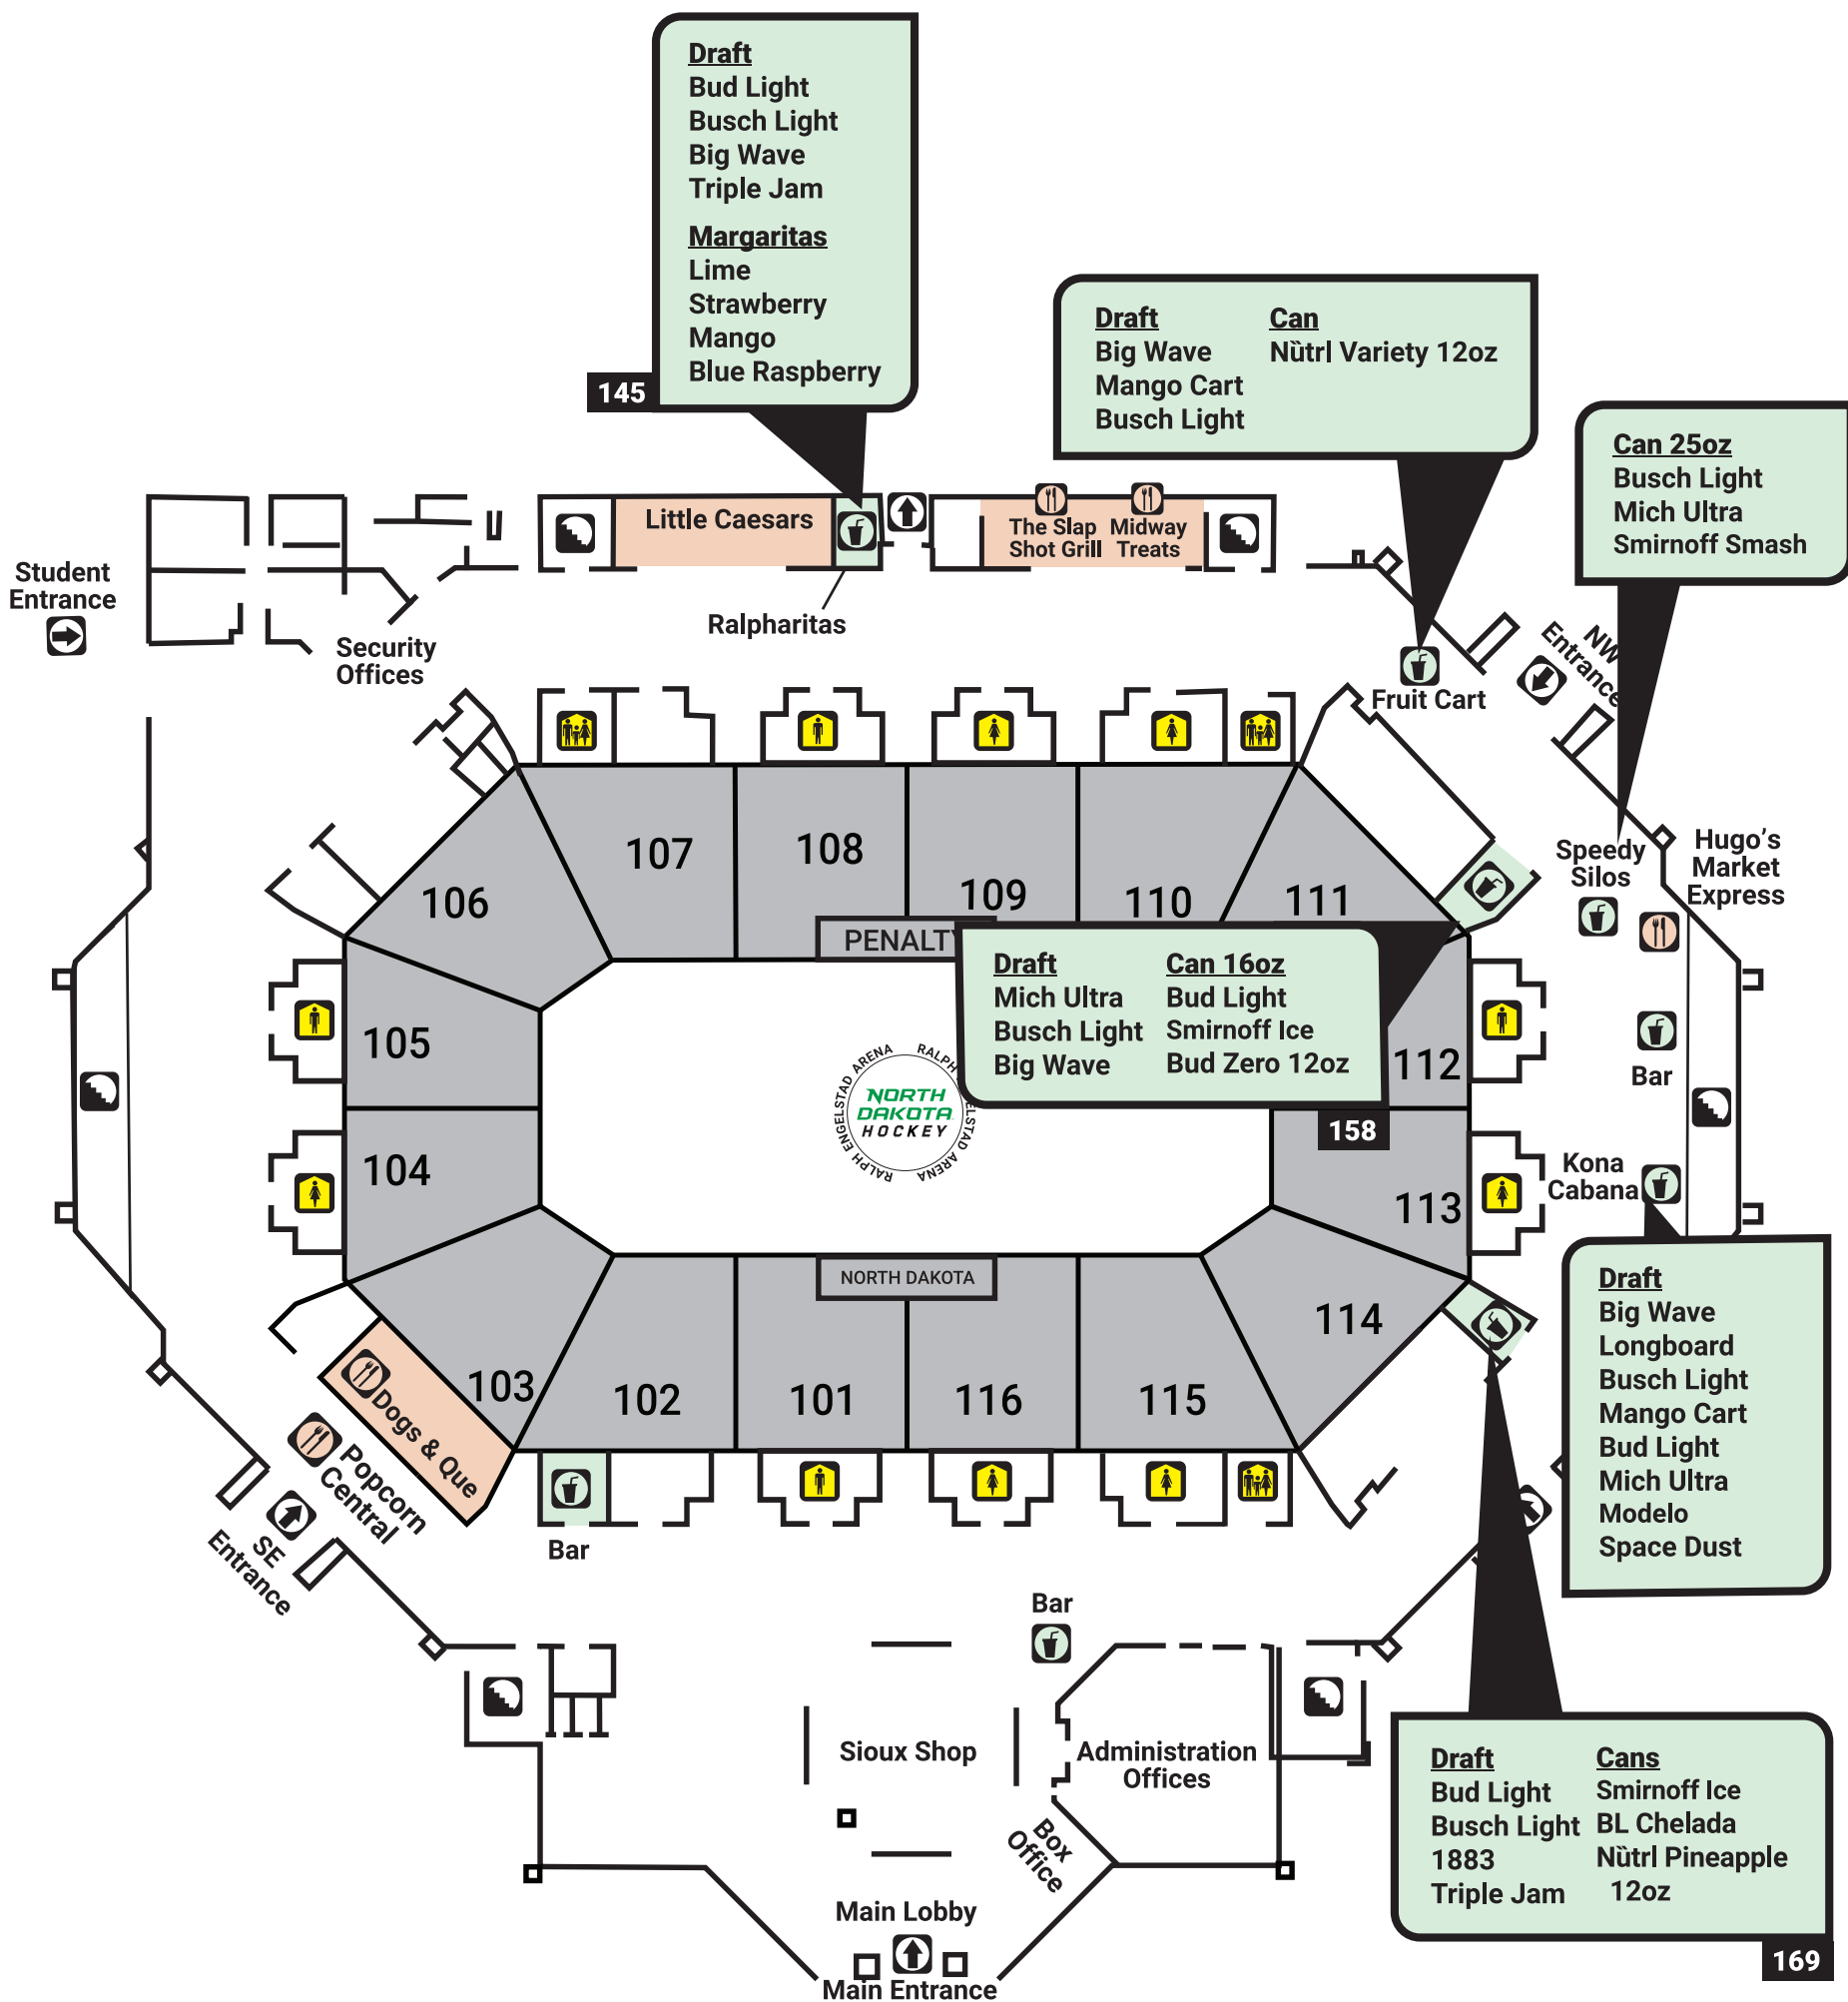 Draft
Bud Light
Busch Light
Big Wave
Triple Jam
Margaritas
Lime
Strawberry
Mango
Blue Raspberry
145
Draft
Big Wave
Mango Cart
Busch Light
Can
Nütrl Variety 12oz
Can 25oz
Busch Light
Mich Ultra
Smirnoff Smash
Little Caesars
The Slap
Shot Grill
Midway
Treats
Student
Entrance
Security
Offices
Ralpharitas
NW
Entrance
Fruit Cart
Speedy
Silos
Hugo's
Market
Express
107
108
109
110
111
106
PENALTY
Draft
Mich Ultra
Busch Light
Big Wave
Can 16oz
Bud Light
Smirnoff Ice
Bud Zero 12oz
158
105
112
Bar
RALPH ENGELSTAD ARENA
RALPH ENGELSTAD ARENA
NORTH
DAKOTA
HOCKEY
104
113
Kona
Cabana
NORTH DAKOTA
Draft
Big Wave
Longboard
Busch Light
Mango Cart
Bud Light
Mich Ultra
Modelo
Space Dust
103
102
101
116
115
114
Dogs & Que
Popcorn
Central
SE
Entrance
Bar
Bar
Sioux Shop
Administration
Offices
Box
Office
Draft
Bud Light
Busch Light
1883
Triple Jam
Cans
Smirnoff Ice
BL Chelada
Nütrl Pineapple
12oz
169
Main Lobby
Main Entrance